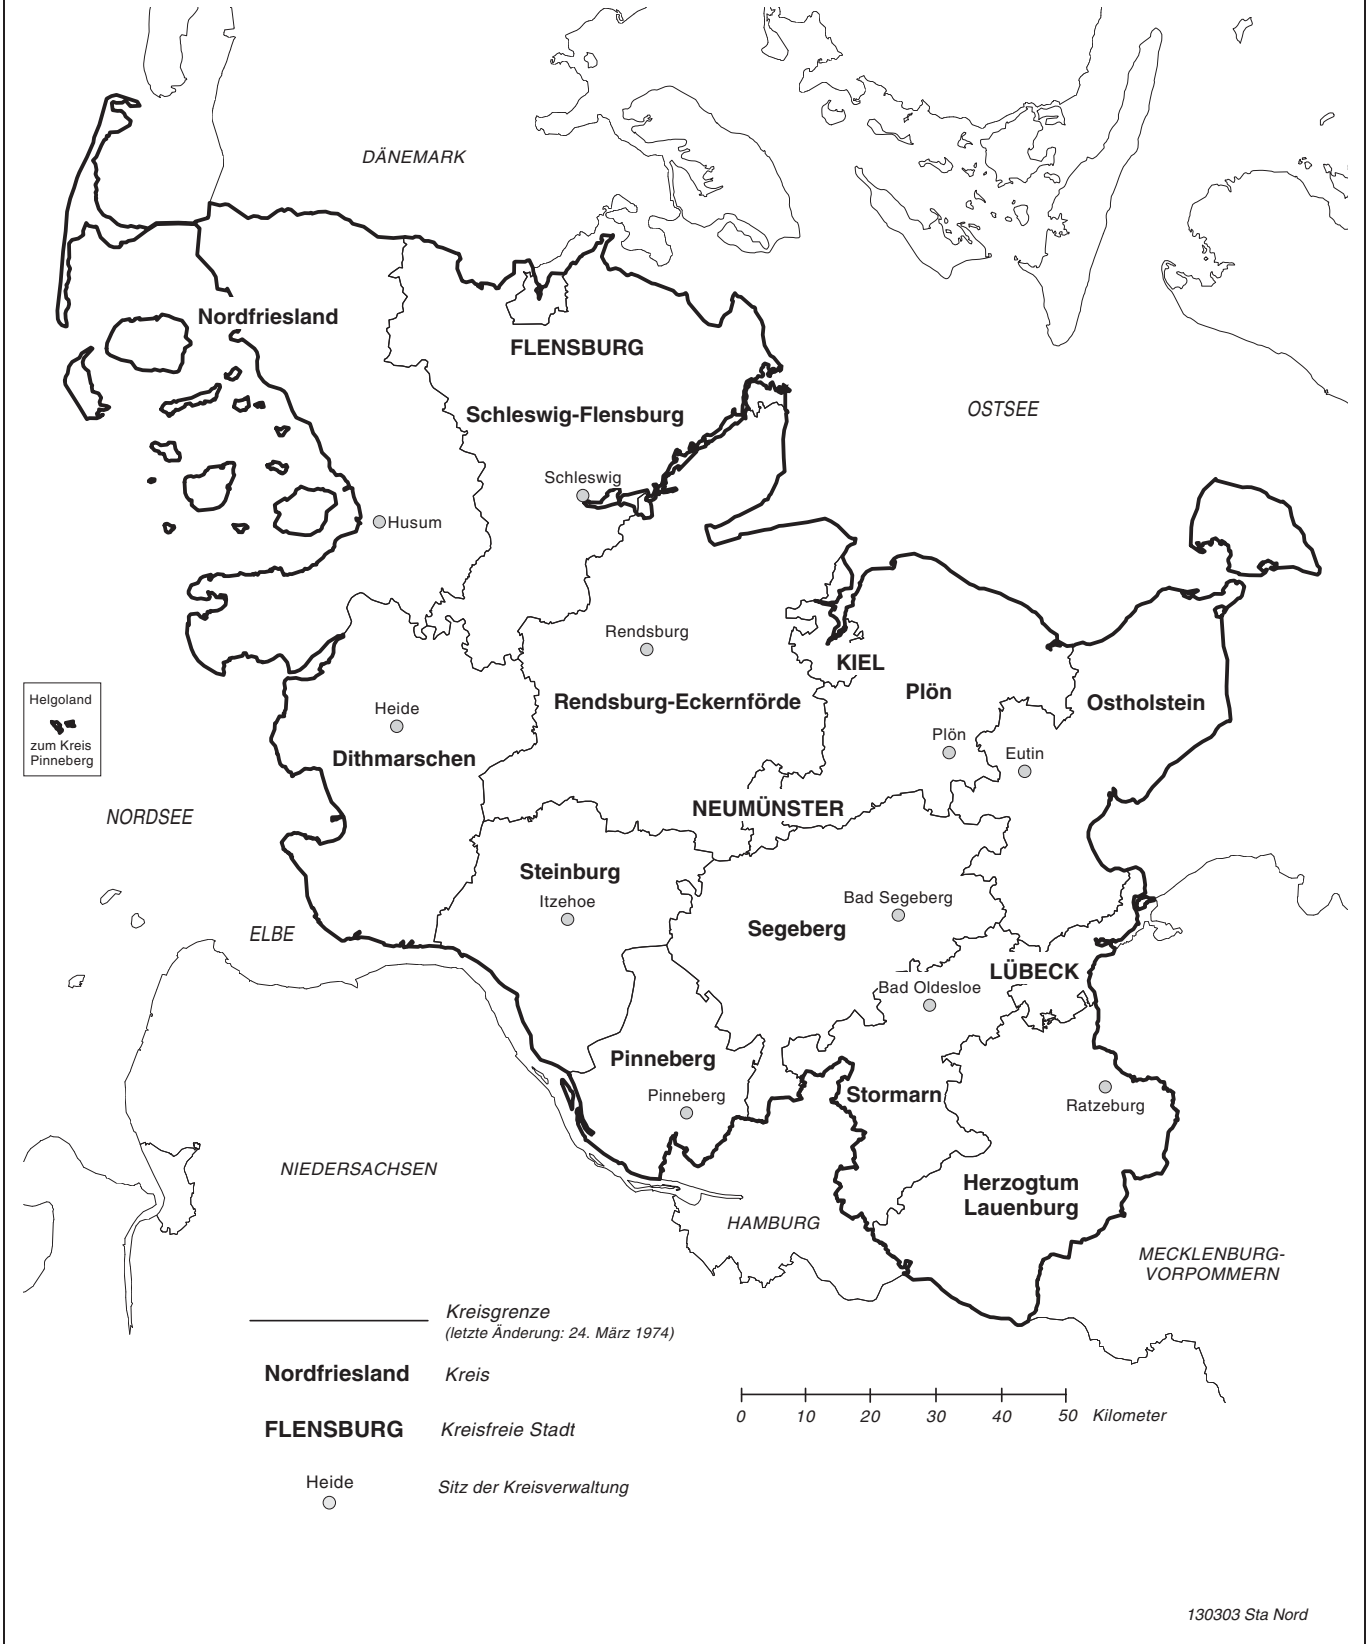 DÄNEMARK
Nordfriesland
FLENSBURG
OSTSEE
Schleswig-Flensburg
Schleswig
Husum
Rendsburg
KIEL
Helgoland
zum Kreis
Pinneberg
Plön
Rendsburg-Eckernförde
Ostholstein
Heide
Plön
Eutin
Dithmarschen
NEUMÜNSTER
NORDSEE
Steinburg
Itzehoe
Bad Segeberg
Segeberg
ELBE
LÜBECK
Bad Oldesloe
Pinneberg
Pinneberg
Stormarn
Ratzeburg
NIEDERSACHSEN
Herzogtum
Lauenburg
HAMBURG
MECKLENBURG-
VORPOMMERN
Kreisgrenze
(letzte Änderung: 24. März 1974)
Nordfriesland Kreis
0 10 20 30 40 50 Kilometer
FLENSBURG Kreisfreie Stadt
Heide Sitz der Kreisverwaltung
130303 Sta Nord